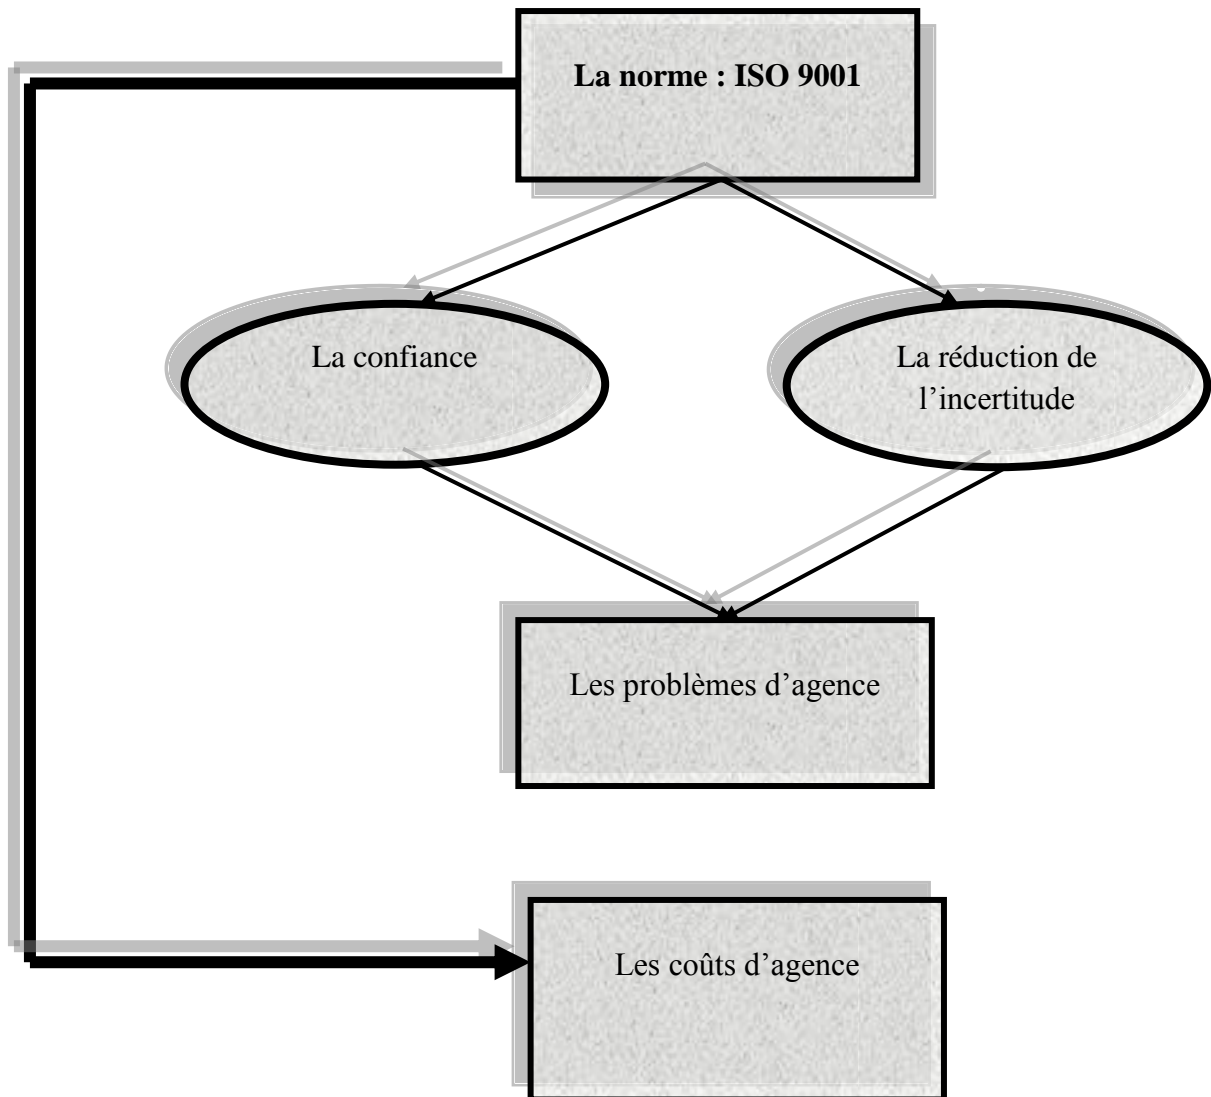 La norme : ISO 9001
La confiance
La réduction de
l’incertitude
Les problèmes d’agence
Les coûts d’agence